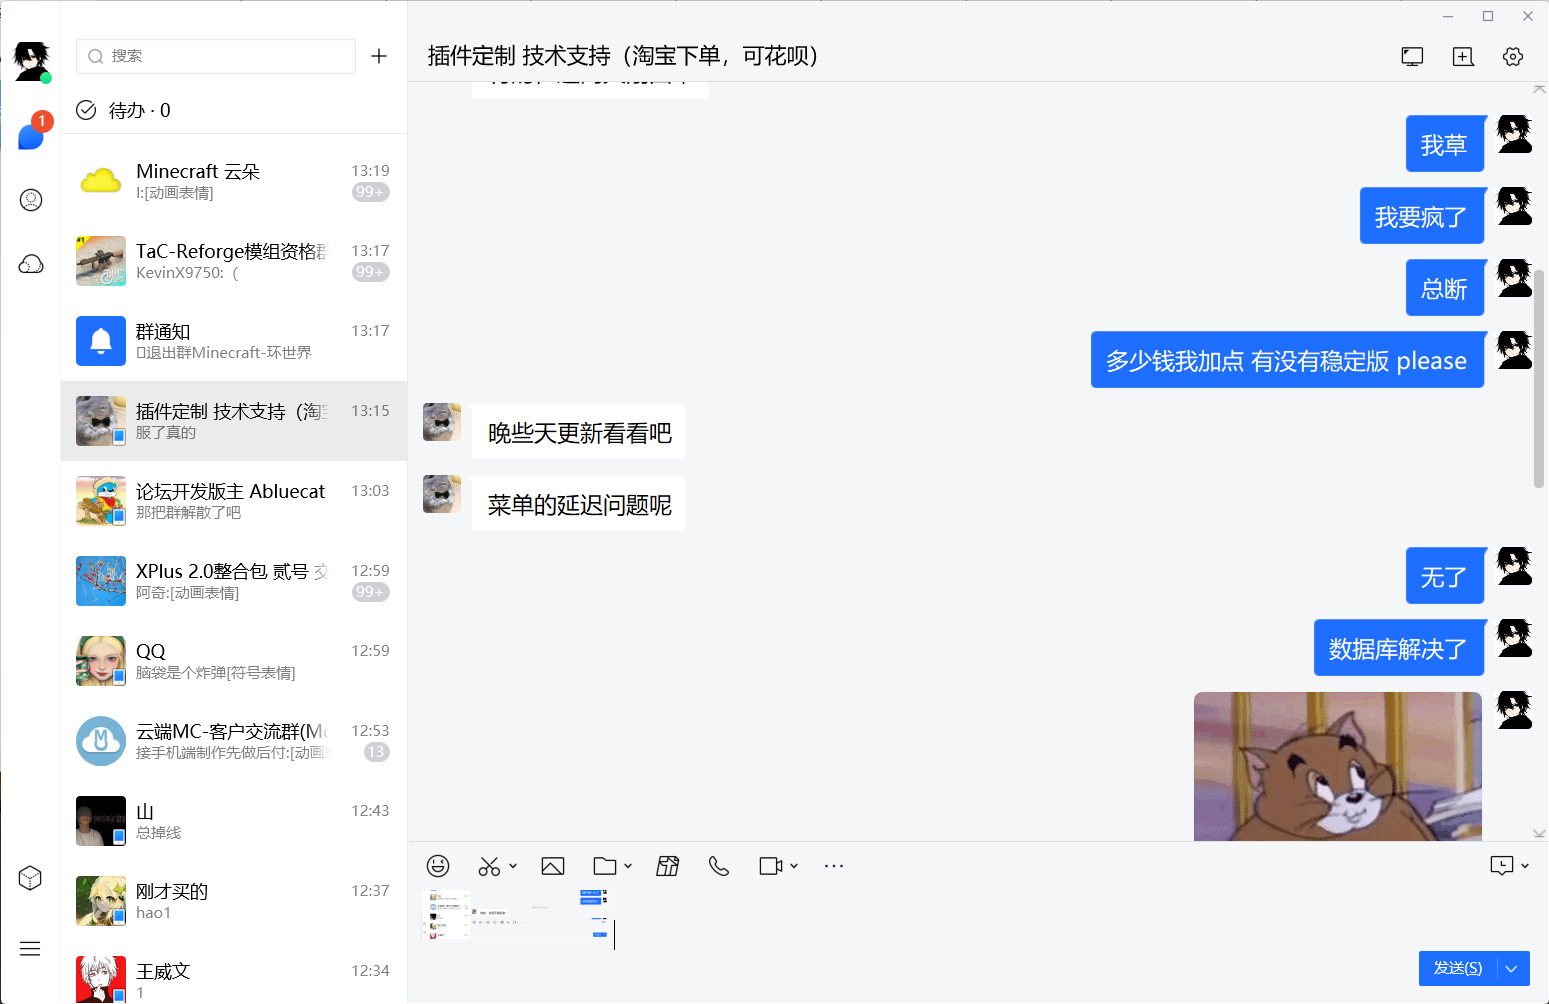 搜索
待办 · 0
1
Minecraft 云朵
13:19
I:[动画表情]
99+
#1
TaC-Reforge模组资格群
13:17
KevinX9750:（
99+
群通知
13:17
退出群Minecraft-环世界
插件定制 技术支持（淘宝
13:15
服了真的
论坛开发版主 Abluecat
13:03
那把群解散了吧
XPlus 2.0整合包 贰号 交
12:59
阿奇:[动画表情]
99+
QQ
12:59
脑袋是个炸弹[符号表情]
云端MC-客户交流群(Mo
12:53
接手机端制作先做后付:[动画表
13
山
12:43
总掉线
刚才买的
12:37
hao1
王威文
12:34
1
插件定制 技术支持（淘宝下单，可花呗）
我草
我要疯了
总断
多少钱我加点 有没有稳定版 please
晚些天更新看看吧
菜单的延迟问题呢
无了
数据库解决了
发送(S)